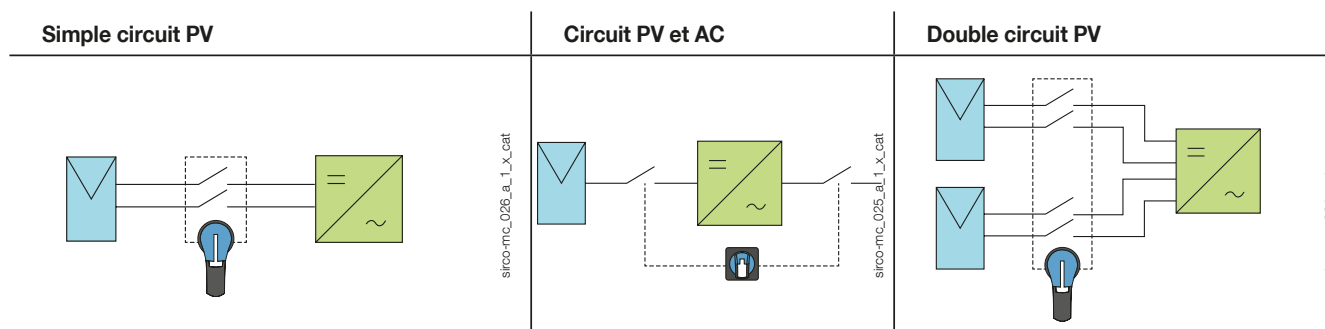 Simple circuit PV
Circuit PV et AC
Double circuit PV
sirco-mc_026_a_1_x_cat
sirco-mc_025_a_1_x_cat